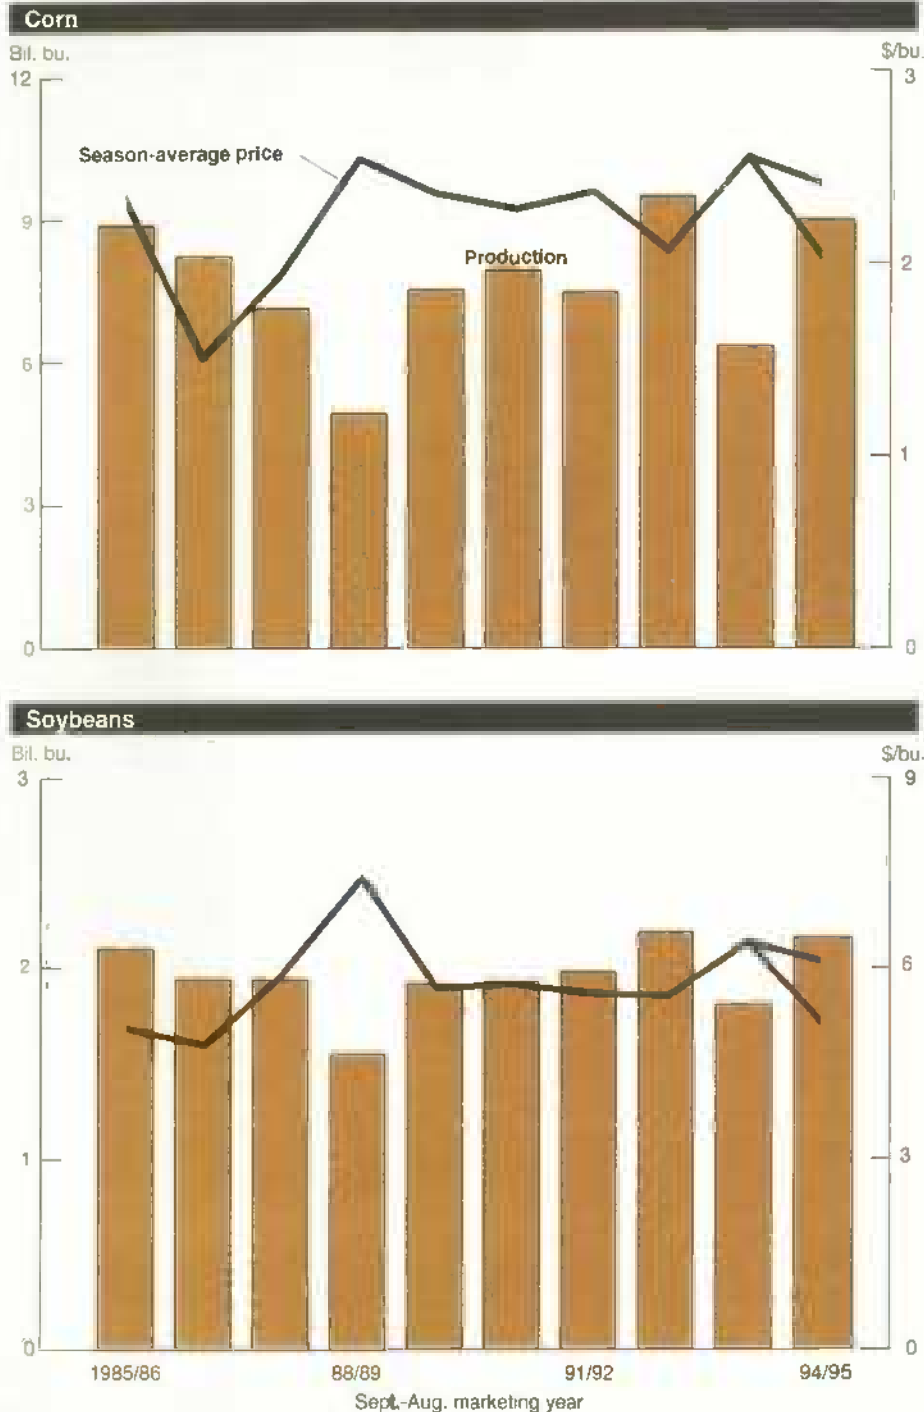 Corn
Bil. bu. $/bu.
12 3
Season-average price
9
Production
2
6
1
3
0 0
Soybeans
Bil. bu. $/bu.
3 9
2 6
1 3
0 0
1985/86 88/89 91/92 94/95
Sept.-Aug. marketing year